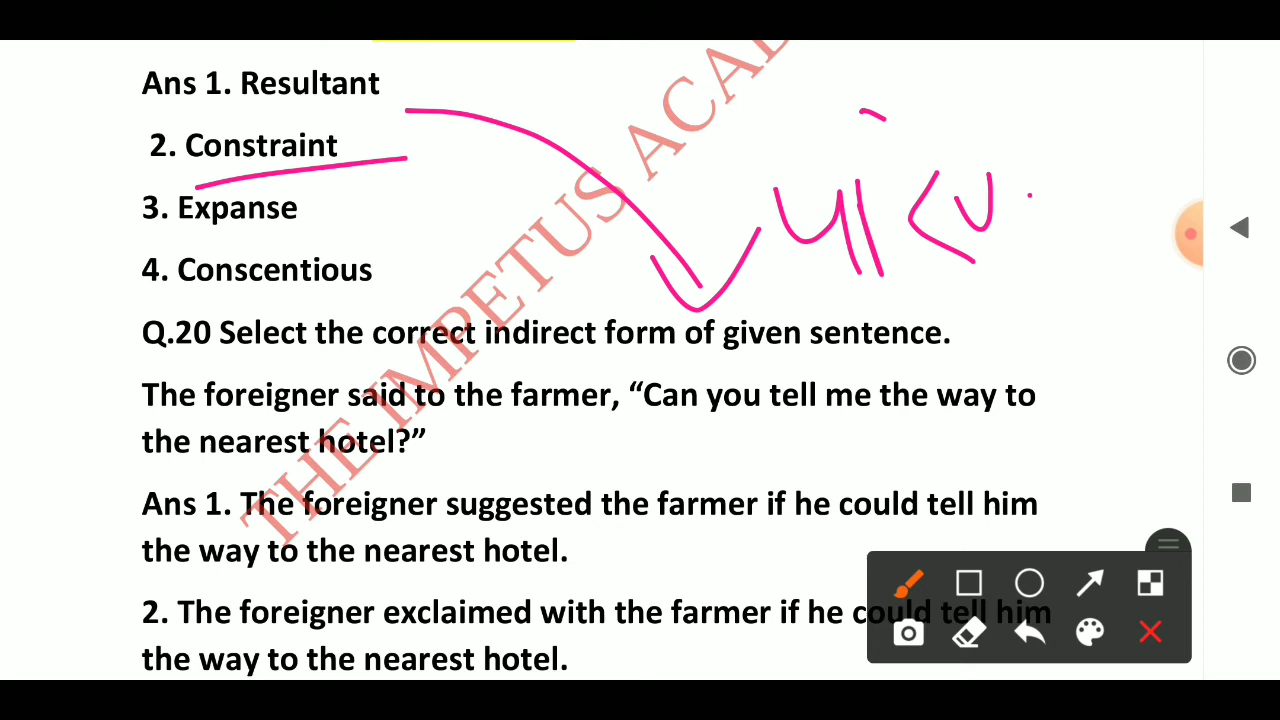 Ans 1. Resultant
2. Constraint
3. Expanse
4. Conscentious
Q.20 Select the correct indirect form of given sentence.
The foreigner said to the farmer, “Can you tell me the way to
the nearest hotel?”
Ans 1. The foreigner suggested the farmer if he could tell him
the way to the nearest hotel.
2. The foreigner exclaimed with the farmer if he could tell him
the way to the nearest hotel.
THE IMPETUS ACAD